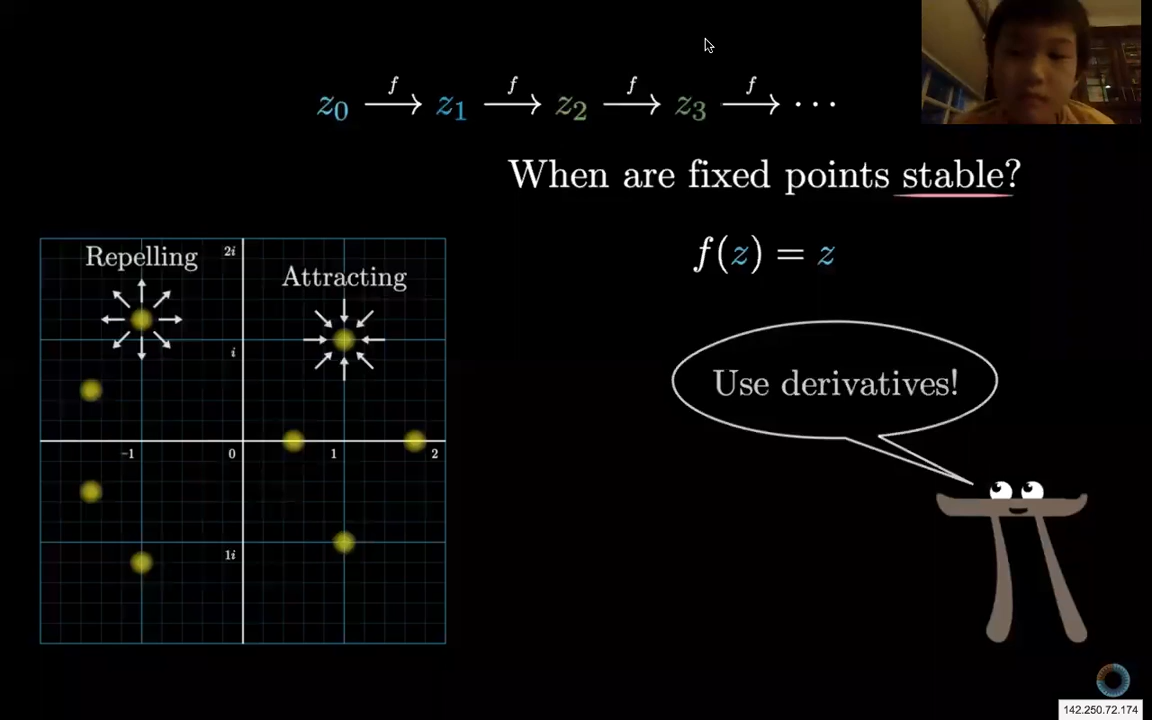 z₀ →f z₁ →f z₂ →f z₃ →f ⋯
When are fixed points stable?
f(z) = z
Repelling
2i
Attracting
i
Use derivatives!
-1
0
1
2
1i
142.250.72.174